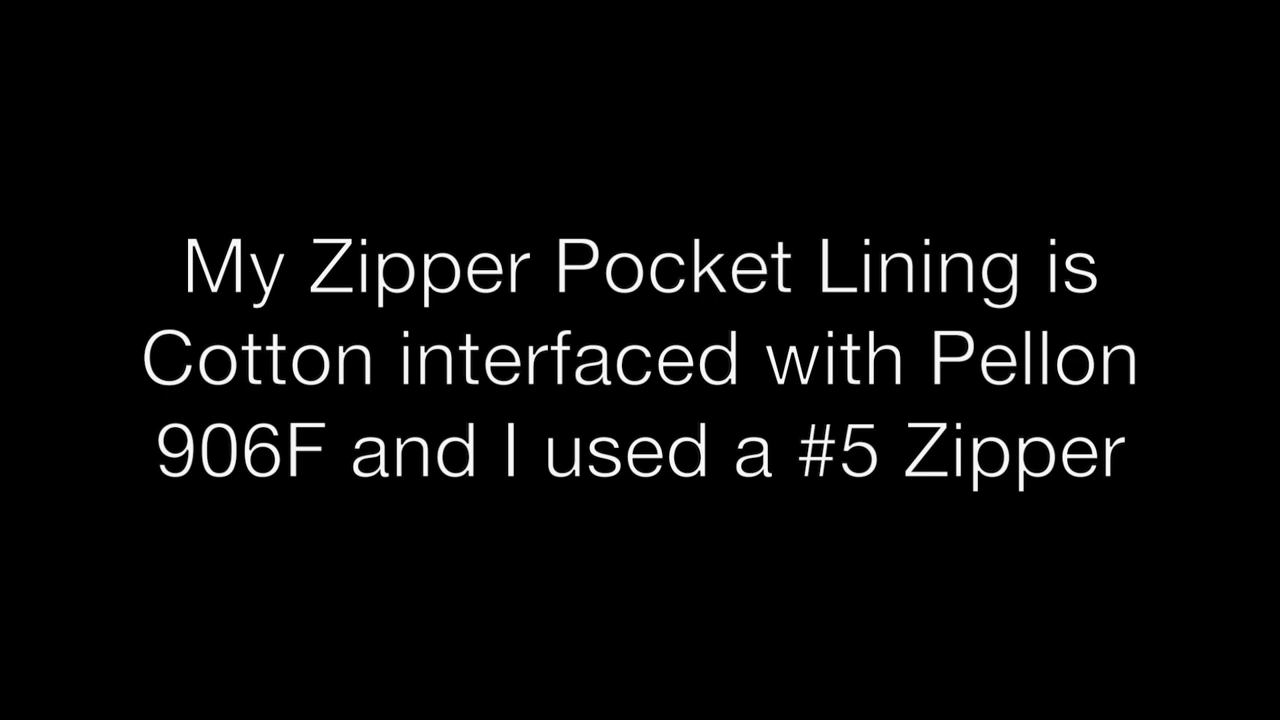 My Zipper Pocket Lining is
Cotton interfaced with Pellon
906F and I used a #5 Zipper